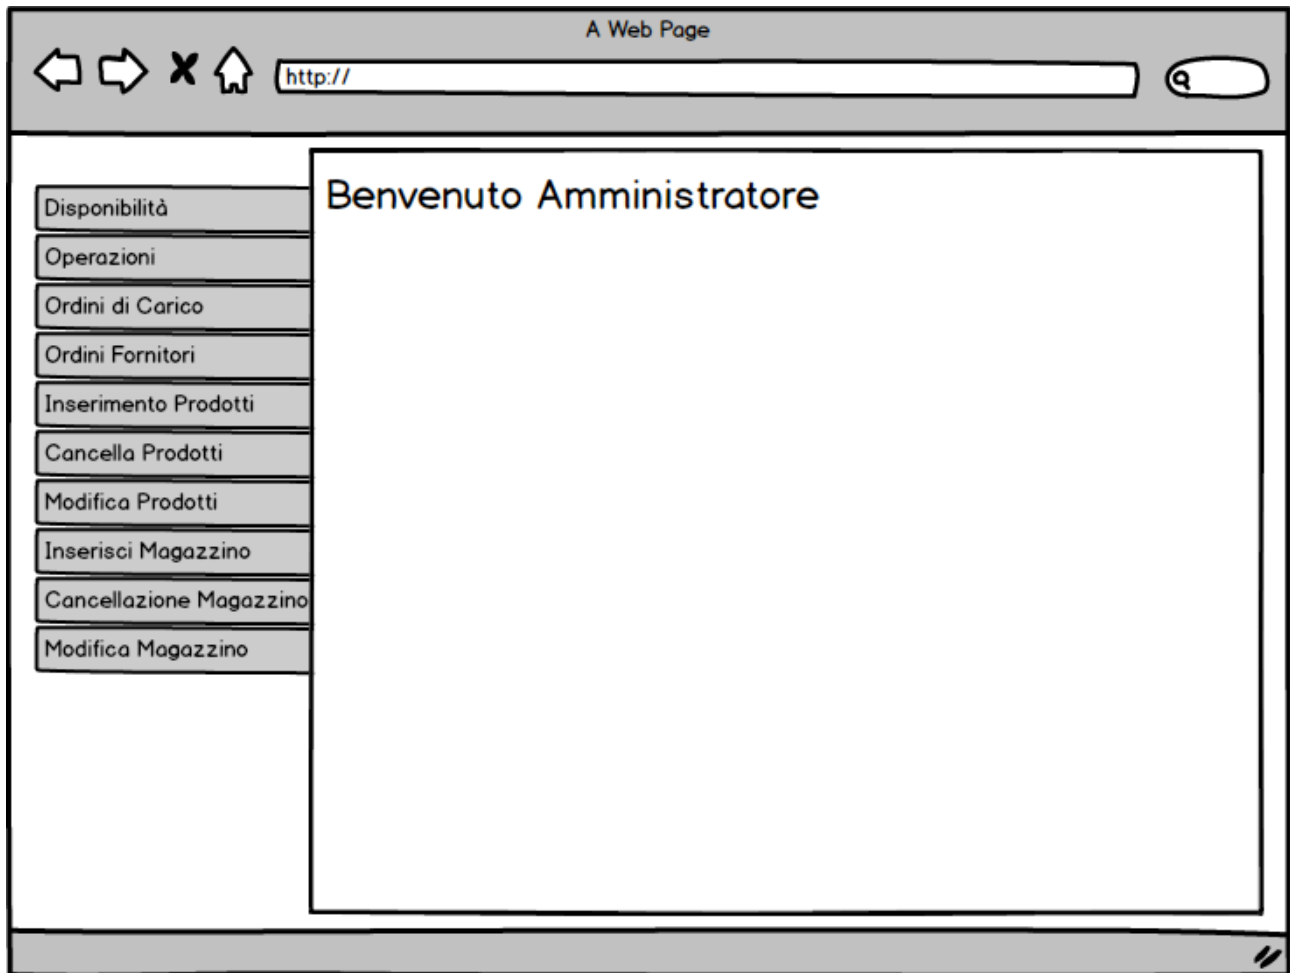 A Web Page
http://
Benvenuto Amministratore
Disponibilità
Operazioni
Ordini di Carico
Ordini Fornitori
Inserimento Prodotti
Cancella Prodotti
Modifica Prodotti
Inserisci Magazzino
Cancellazione Magazzino
Modifica Magazzino